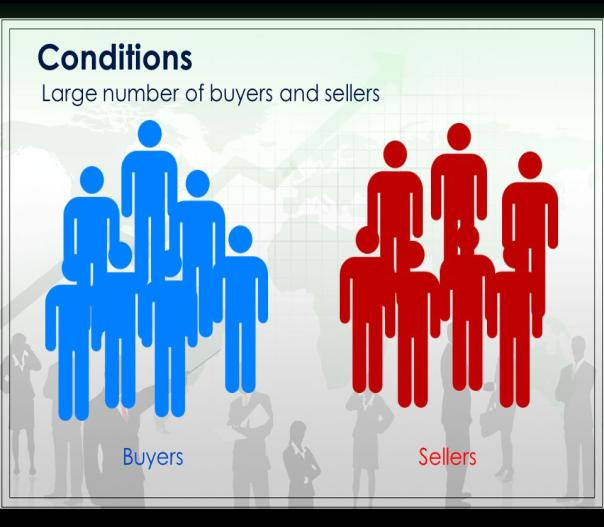 Conditions
Large number of buyers and sellers
Buyers
Sellers